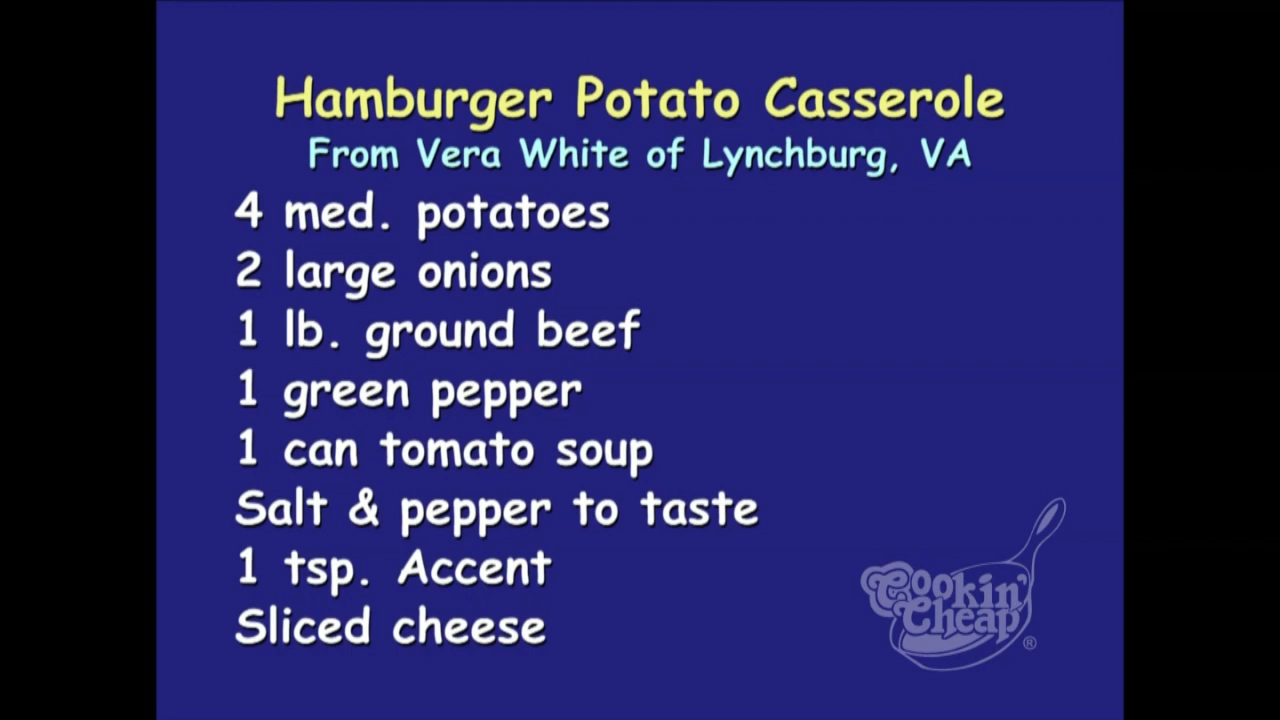 Hamburger Potato Casserole
From Vera White of Lynchburg, VA
4 med. potatoes
2 large onions
1 lb. ground beef
1 green pepper
1 can tomato soup
Salt & pepper to taste
1 tsp. Accent
Sliced cheese
Cookin'
Cheap ®